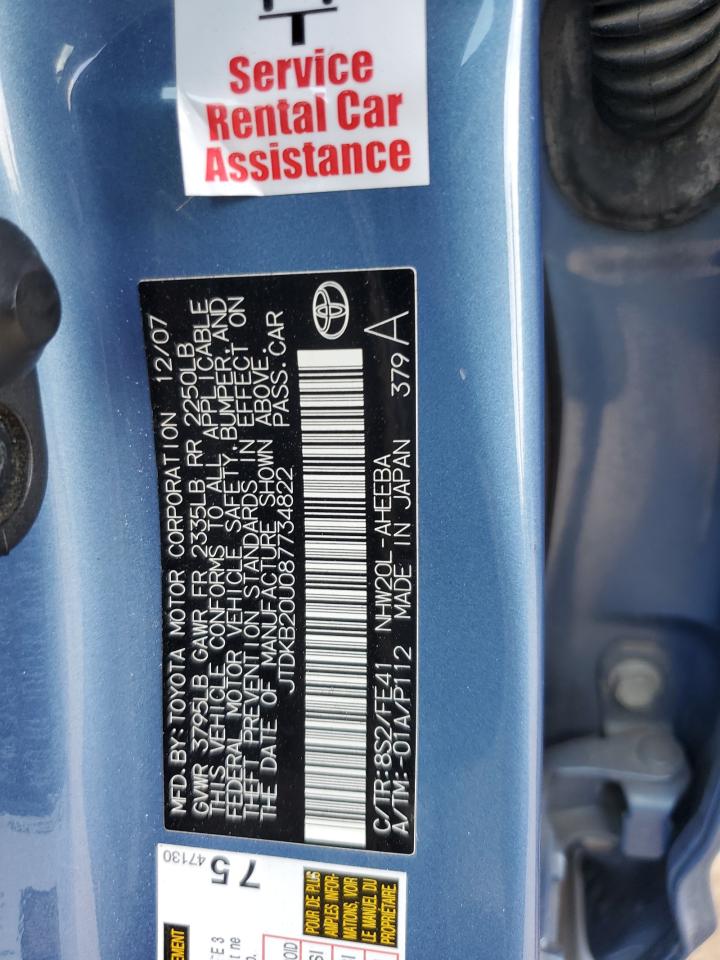 Service
Rental Car
Assistance
MFD. BY: TOYOTA MOTOR CORPORATION 12/07
GVWR 3795LB GAWR FR 2335LB RR 2250LB
THIS VEHICLE CONFORMS TO ALL APPLICABLE
FEDERAL MOTOR VEHICLE SAFETY, BUMPER, AND
THEFT PREVENTION STANDARDS IN EFFECT ON
THE DATE OF MANUFACTURE SHOWN ABOVE.
JTDKB20U087734822 PASS. CAR
C/TR: 8S2/FE41 NHW20L-AHEEBA 379 A
A/TM: -01A/P112 MADE IN JAPAN
47130
75
POUR DE PLUS
AMPLES INFOR-
MATIONS, VOIR
LE MANUEL DU
PROPRIÉTAIRE